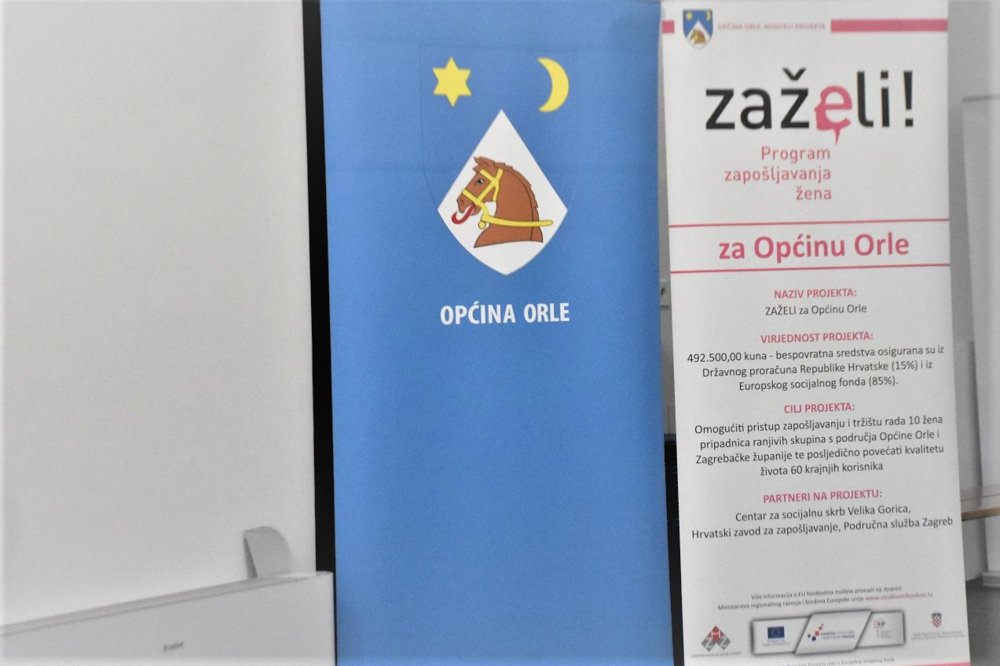 OPĆINA ORLE
OPĆINA ORLE, NOSITELJ PROJEKTA
zaželi!
Program
zapošljavanja
žena
za Općinu Orle
NAZIV PROJEKTA:
ZAŽELI za Općinu Orle
VIRJEDNOST PROJEKTA:
492.500,00 kuna - bespovratna sredstva osigurana su iz
Državnog proračuna Republike Hrvatske (15%) i iz
Europskog socijalnog fonda (85%).
CILJ PROJEKTA:
Omogućiti pristup zapošljavanju i tržištu rada 10 žena
pripadnica ranjivih skupina s područja Općine Orle i
Zagrebačke županije te posljedično povećati kvalitetu
života 60 krajnjih korisnika
PARTNERI NA PROJEKTU:
Centar za socijalnu skrb Velika Gorica,
Hrvatski zavod za zapošljavanje, Područna služba Zagreb
Više informacija o EU fondovima možete pronaći na stranici
Ministarstva regionalnog razvoja i fondova Europske unije www.strukturnifondovi.hr